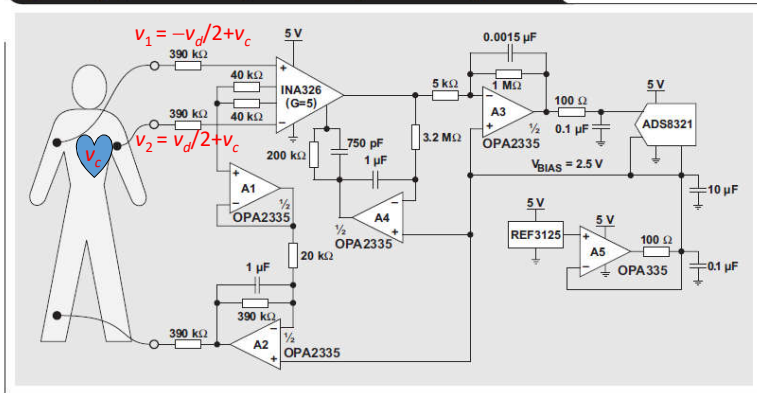 v1 = −vd/2+vc
390 kΩ
5 V
40 kΩ
40 kΩ
INA326
(G=5)
390 kΩ
v2 = vd/2+vc
vc
200 kΩ
750 pF
1 µF
5 kΩ
3.2 MΩ
0.0015 µF
1 MΩ
A3
½
OPA2335
100 Ω
0.1 µF
5 V
ADS8321
VBIAS = 2.5 V
10 µF
A1
½
OPA2335
A4
½
OPA2335
20 kΩ
1 µF
390 kΩ
390 kΩ
A2
½
OPA2335
5 V
REF3125
5 V
A5
OPA335
100 Ω
0.1 µF